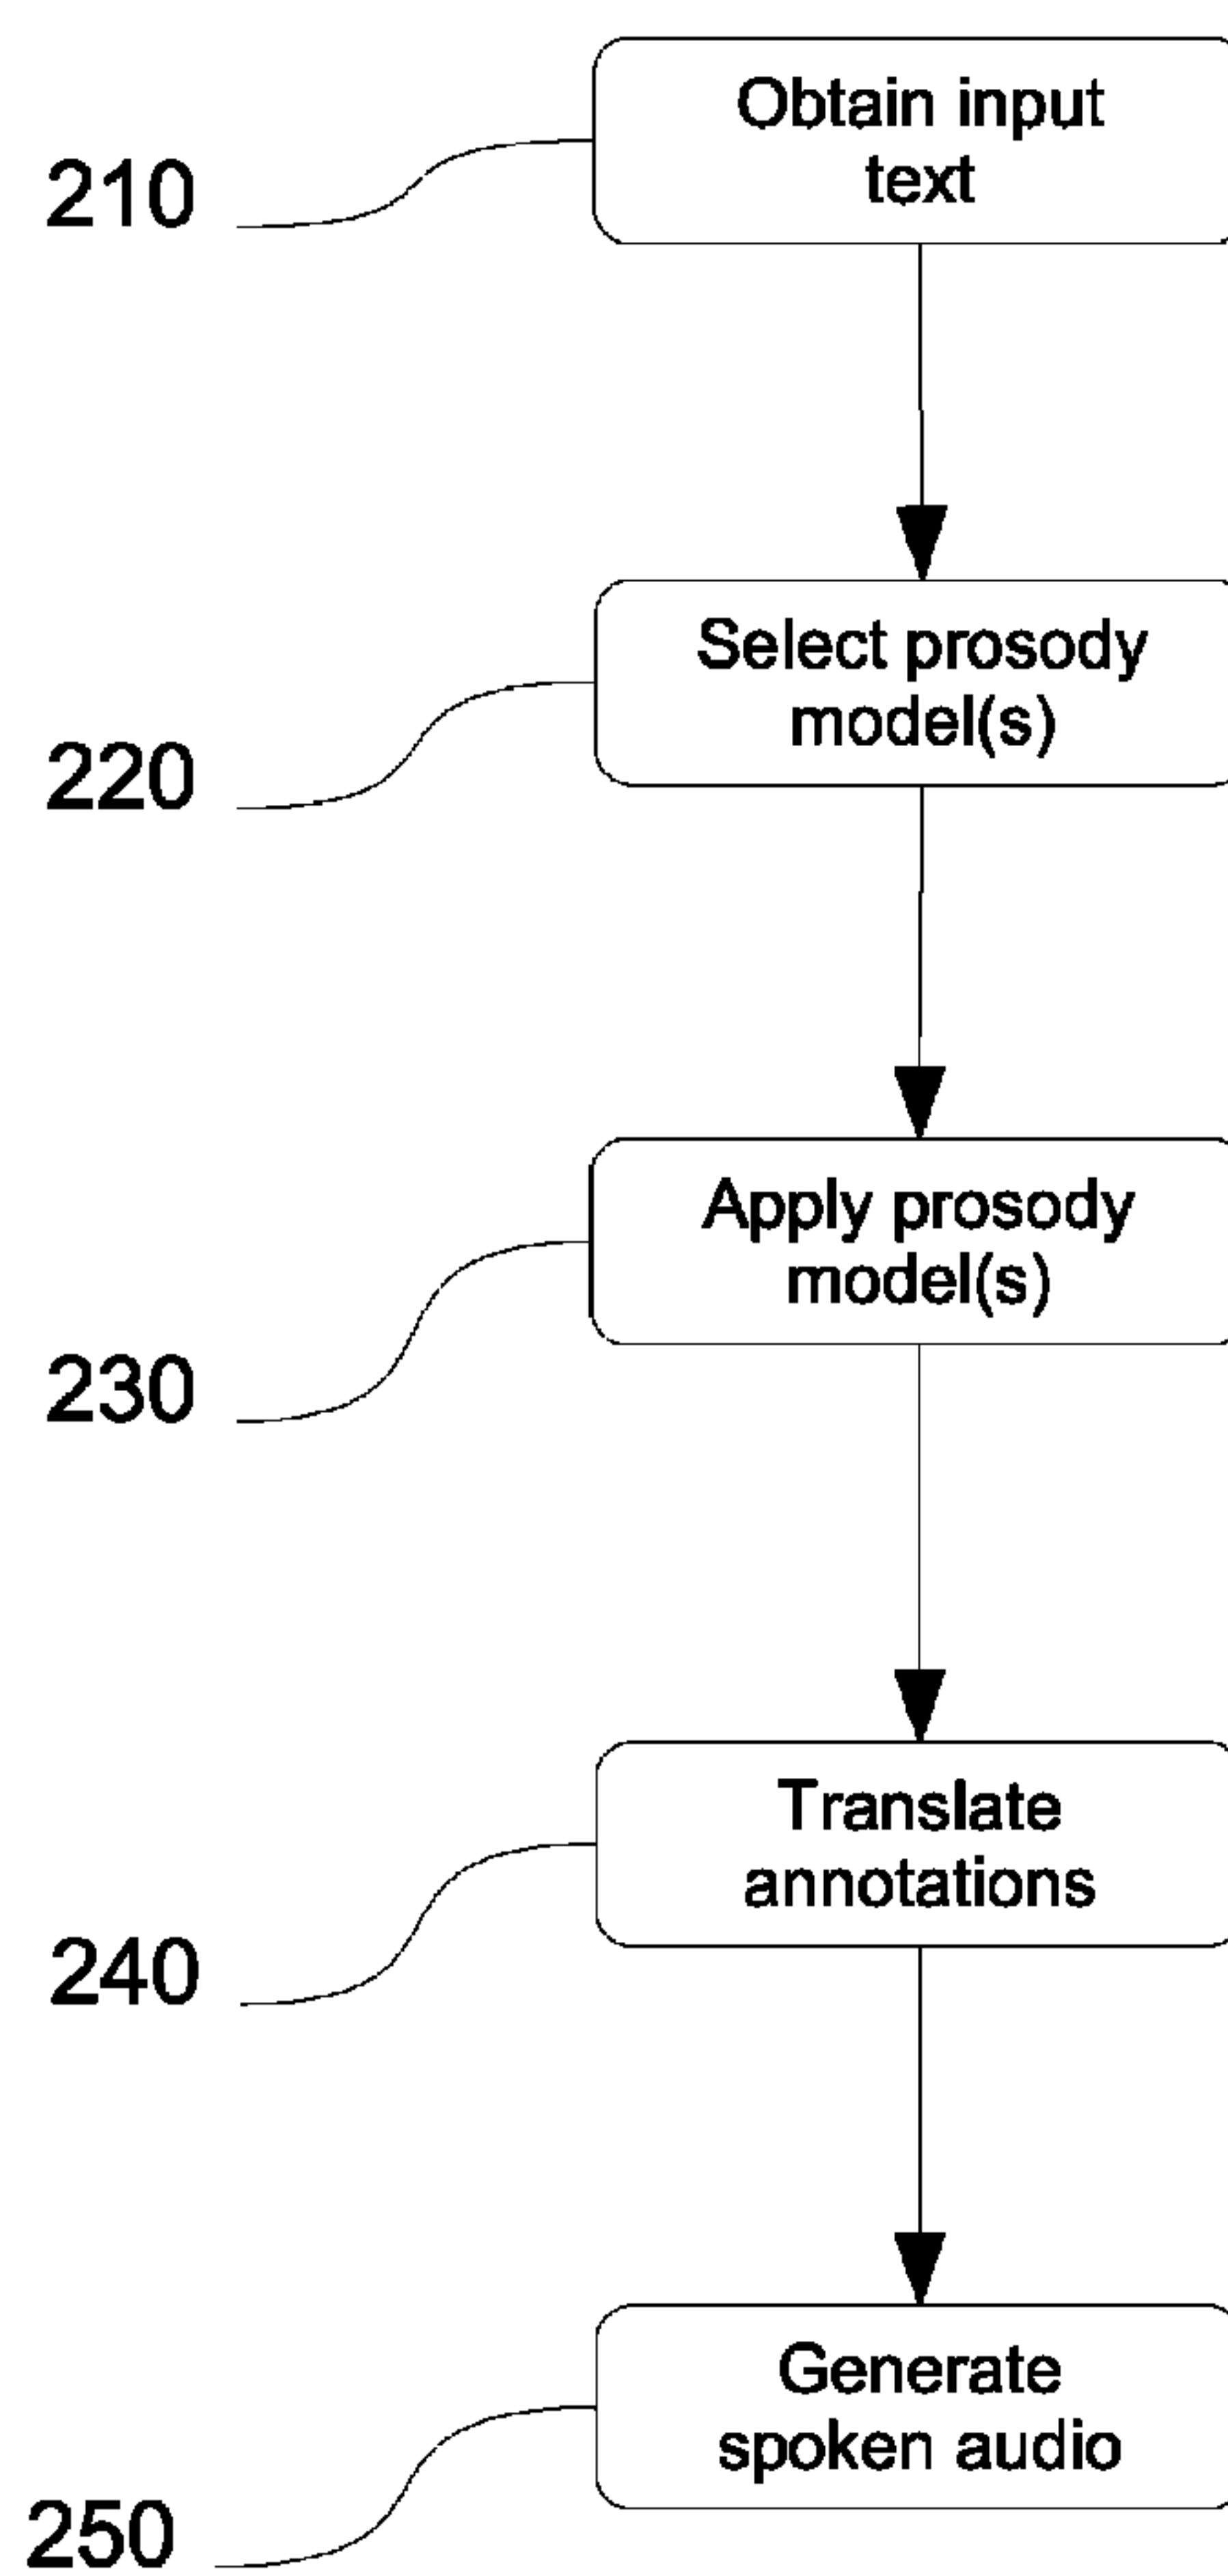 Obtain input
text
210
Select prosody
model(s)
220
Apply prosody
model(s)
230
Translate
annotations
240
Generate
spoken audio
250